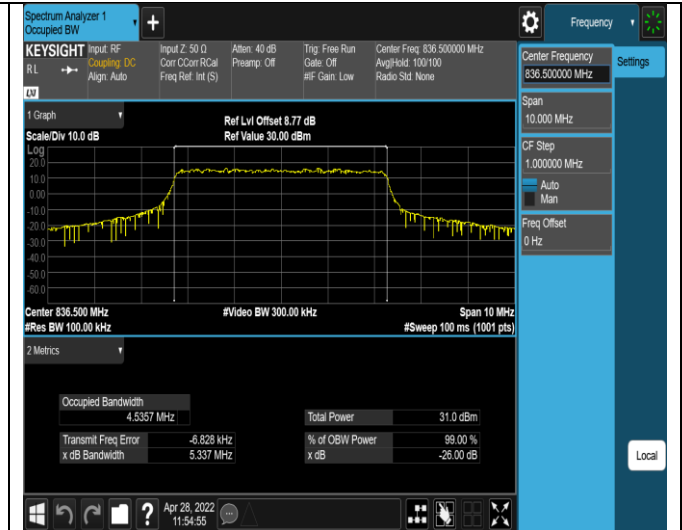 Spectrum Analyzer 1
Occupied BW
Frequency
KEYSIGHT
Input: RF
Coupling: DC
Align: Auto
Input Z: 50 Ω
Corr CCorr RCal
Freq Ref: Int (S)
Atten: 40 dB
Preamp: Off
Trig: Free Run
Gate: Off
#IF Gain: Low
Center Freq: 836.500000 MHz
Avg|Hold: 100/100
Radio Std: None
R L
LXI
Center Frequency
836.500000 MHz
Settings
Span
10.000 MHz
CF Step
1.000000 MHz
Auto
Man
Freq Offset
0 Hz
1 Graph
Scale/Div 10.0 dB
Ref Lvl Offset 8.77 dB
Ref Value 30.00 dBm
Log
20.0
10.0
0.00
-10.0
-20.0
-30.0
-40.0
-50.0
-60.0
Center 836.500 MHz
#Video BW 300.00 kHz
Span 10 MHz
#Res BW 100.00 kHz
#Sweep 100 ms (1001 pts)
2 Metrics
Occupied Bandwidth
4.5357 MHz
Total Power 31.0 dBm
Transmit Freq Error -6.828 kHz
% of OBW Power 99.00 %
x dB Bandwidth 5.337 MHz
x dB -26.00 dB
Local
?
Apr 28, 2022
11:54:55